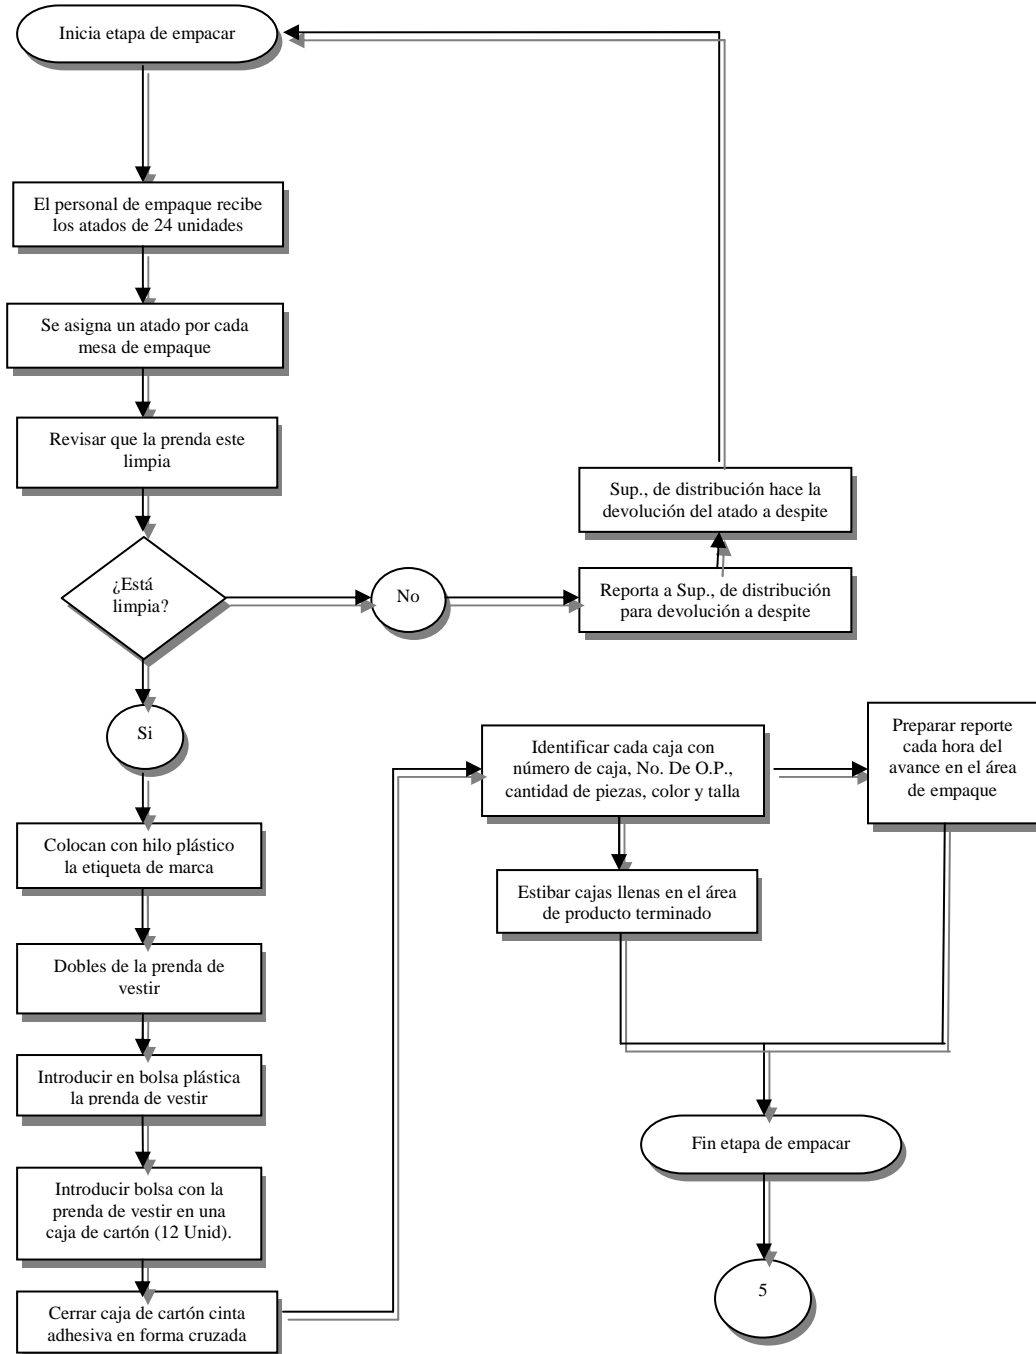 Inicia etapa de empacar
El personal de empaque recibe
los atados de 24 unidades
Se asigna un atado por cada
mesa de empaque
Revisar que la prenda este
limpia
¿Está
limpia?
No
Reporta a Sup., de distribución
para devolución a despite
Sup., de distribución hace la
devolución del atado a despite
Si
Colocan con hilo plástico
la etiqueta de marca
Dobles de la prenda de
vestir
Introducir en bolsa plástica
la prenda de vestir
Introducir bolsa con la
prenda de vestir en una
caja de cartón (12 Unid).
Cerrar caja de cartón cinta
adhesiva en forma cruzada
Identificar cada caja con
número de caja, No. De O.P.,
cantidad de piezas, color y talla
Preparar reporte
cada hora del
avance en el área
de empaque
Estibar cajas llenas en el área
de producto terminado
Fin etapa de empacar
5